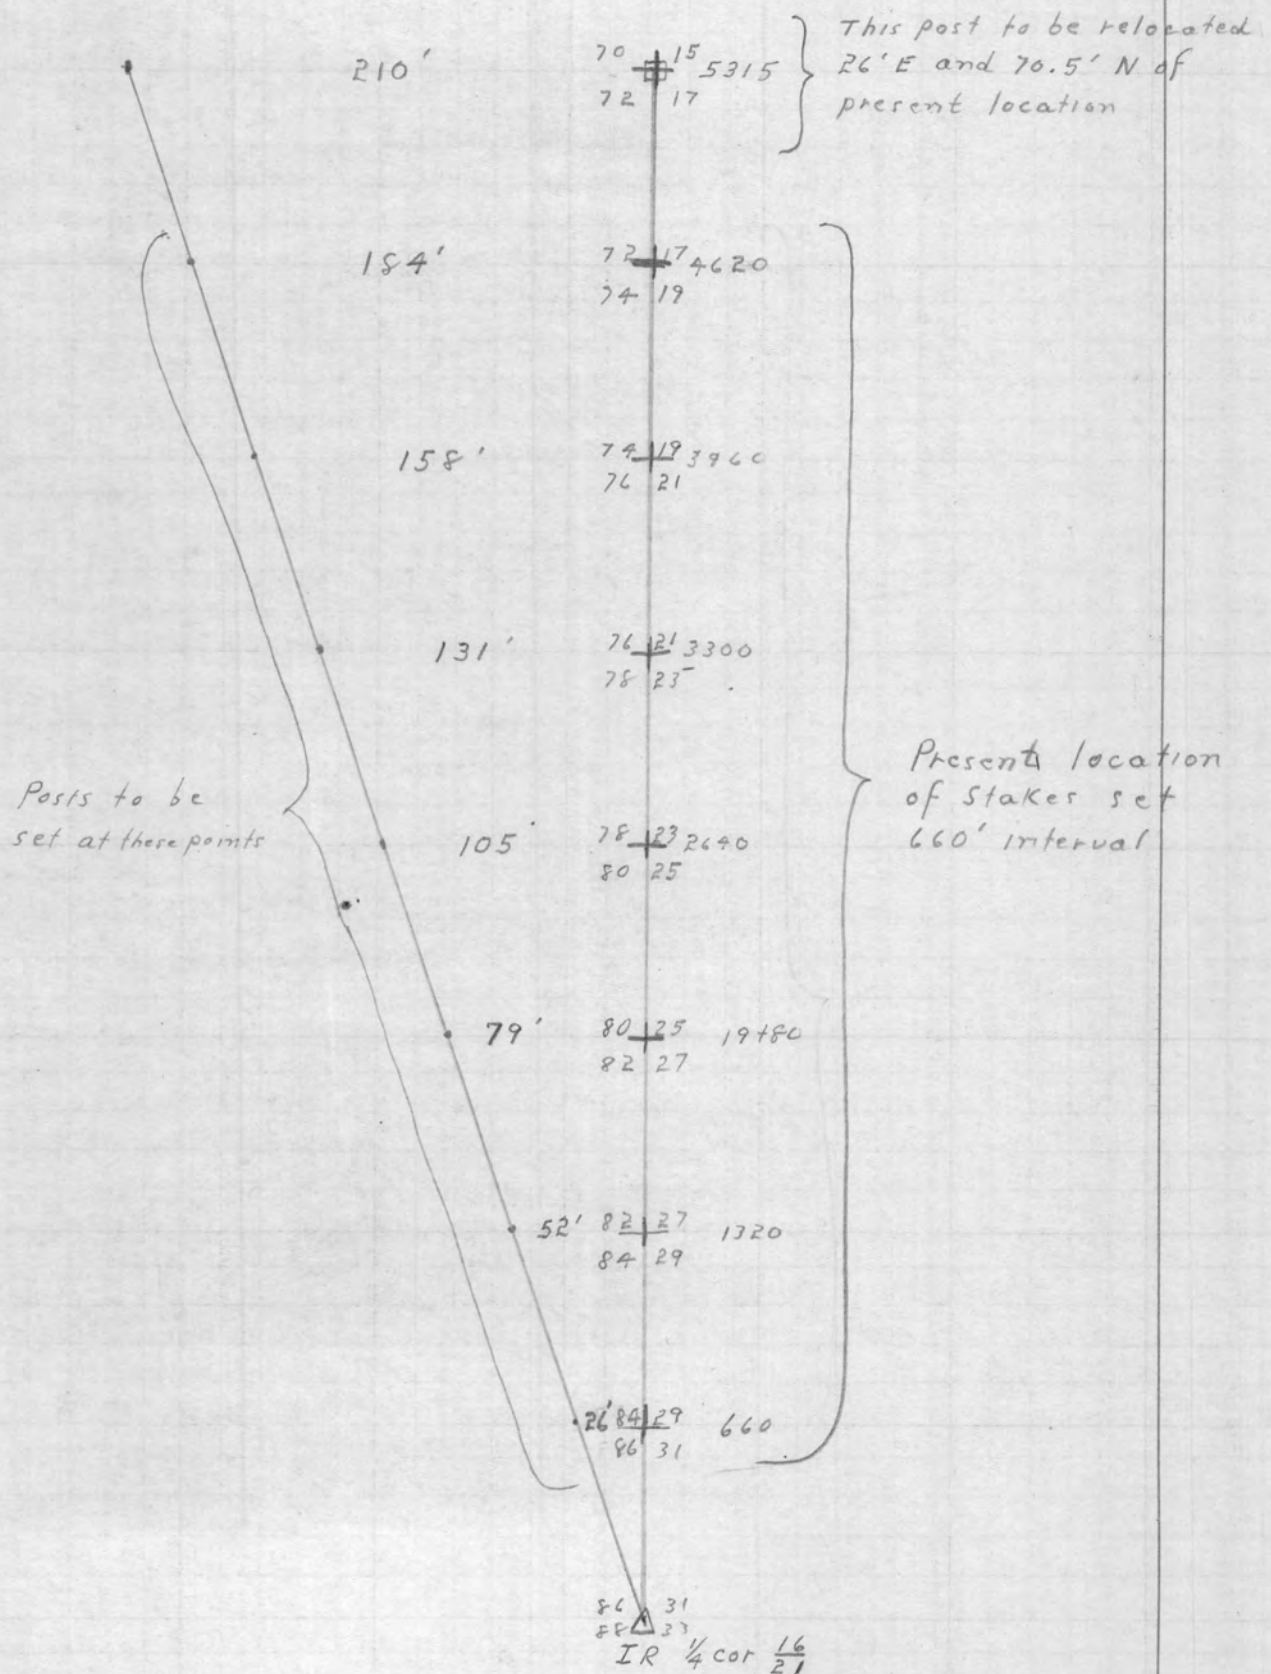 This post to be relocated
26'E and 70.5' N of
present location
210' 70 15 5315
72 17
184' 72 17 4620
74 19
158' 74 19 3960
76 21
131' 76 21 3300
78 23
Present location
of Stakes set
660' interval
Posts to be
set at these points
105' 78 23 2640
80 25
79' 80 25 19+80
82 27
52' 82 27 1320
84 29
26' 84 29 660
86 31
86 31
88 33
IR 1/4 cor 16/21